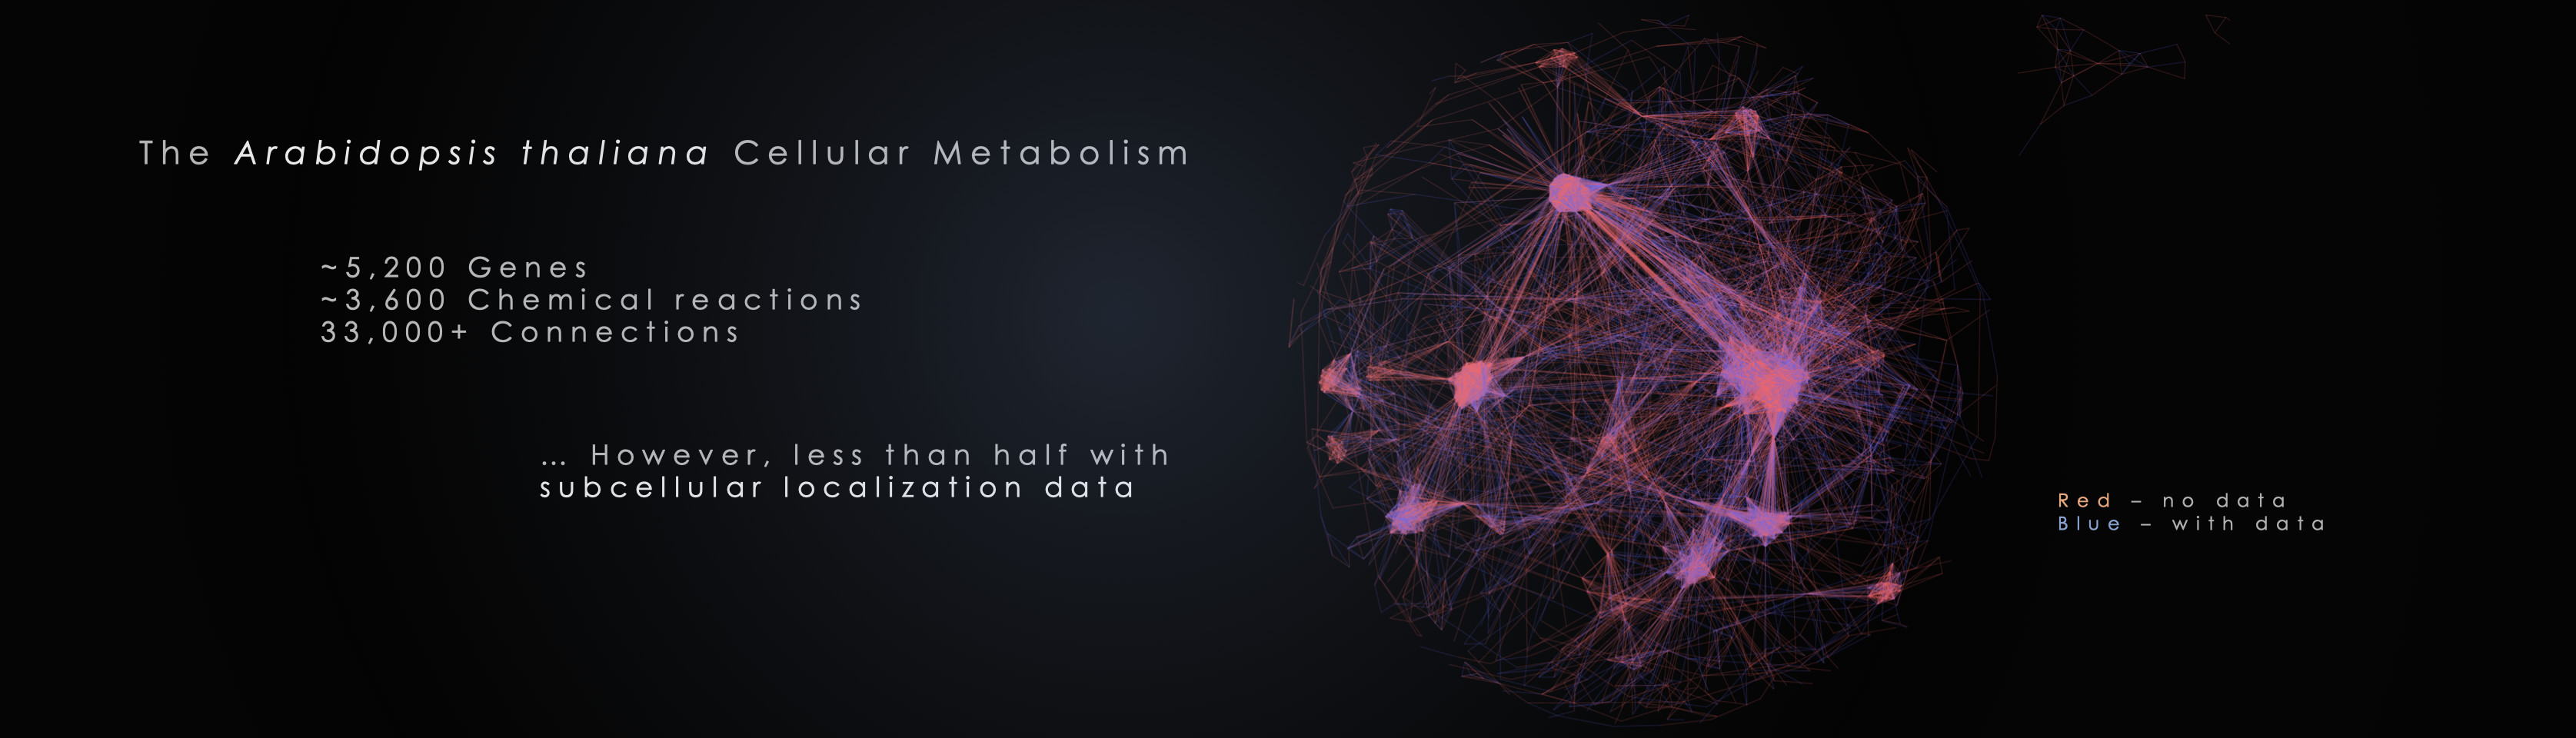 The Arabidopsis thaliana Cellular Metabolism
~5,200 Genes
~3,600 Chemical reactions
33,000+ Connections
... However, less than half with
subcellular localization data
Red – no data
Blue – with data